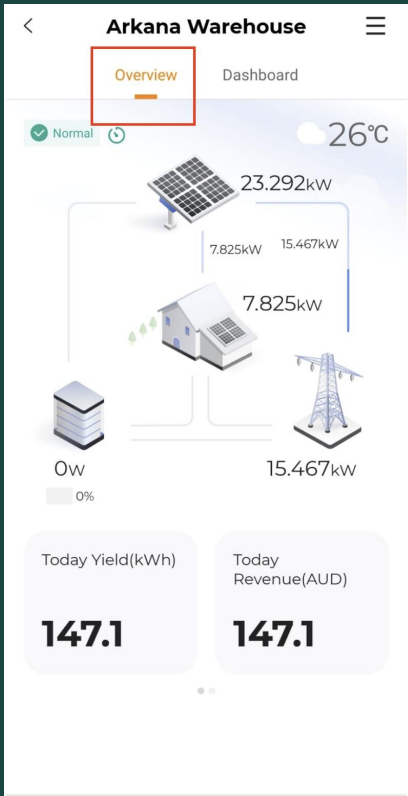 Arkana Warehouse
Overview
Dashboard
Normal
26℃
23.292kW
7.825kW
15.467kW
7.825kW
0W
15.467kW
0%
Today Yield(kWh)
147.1
Today
Revenue(AUD)
147.1